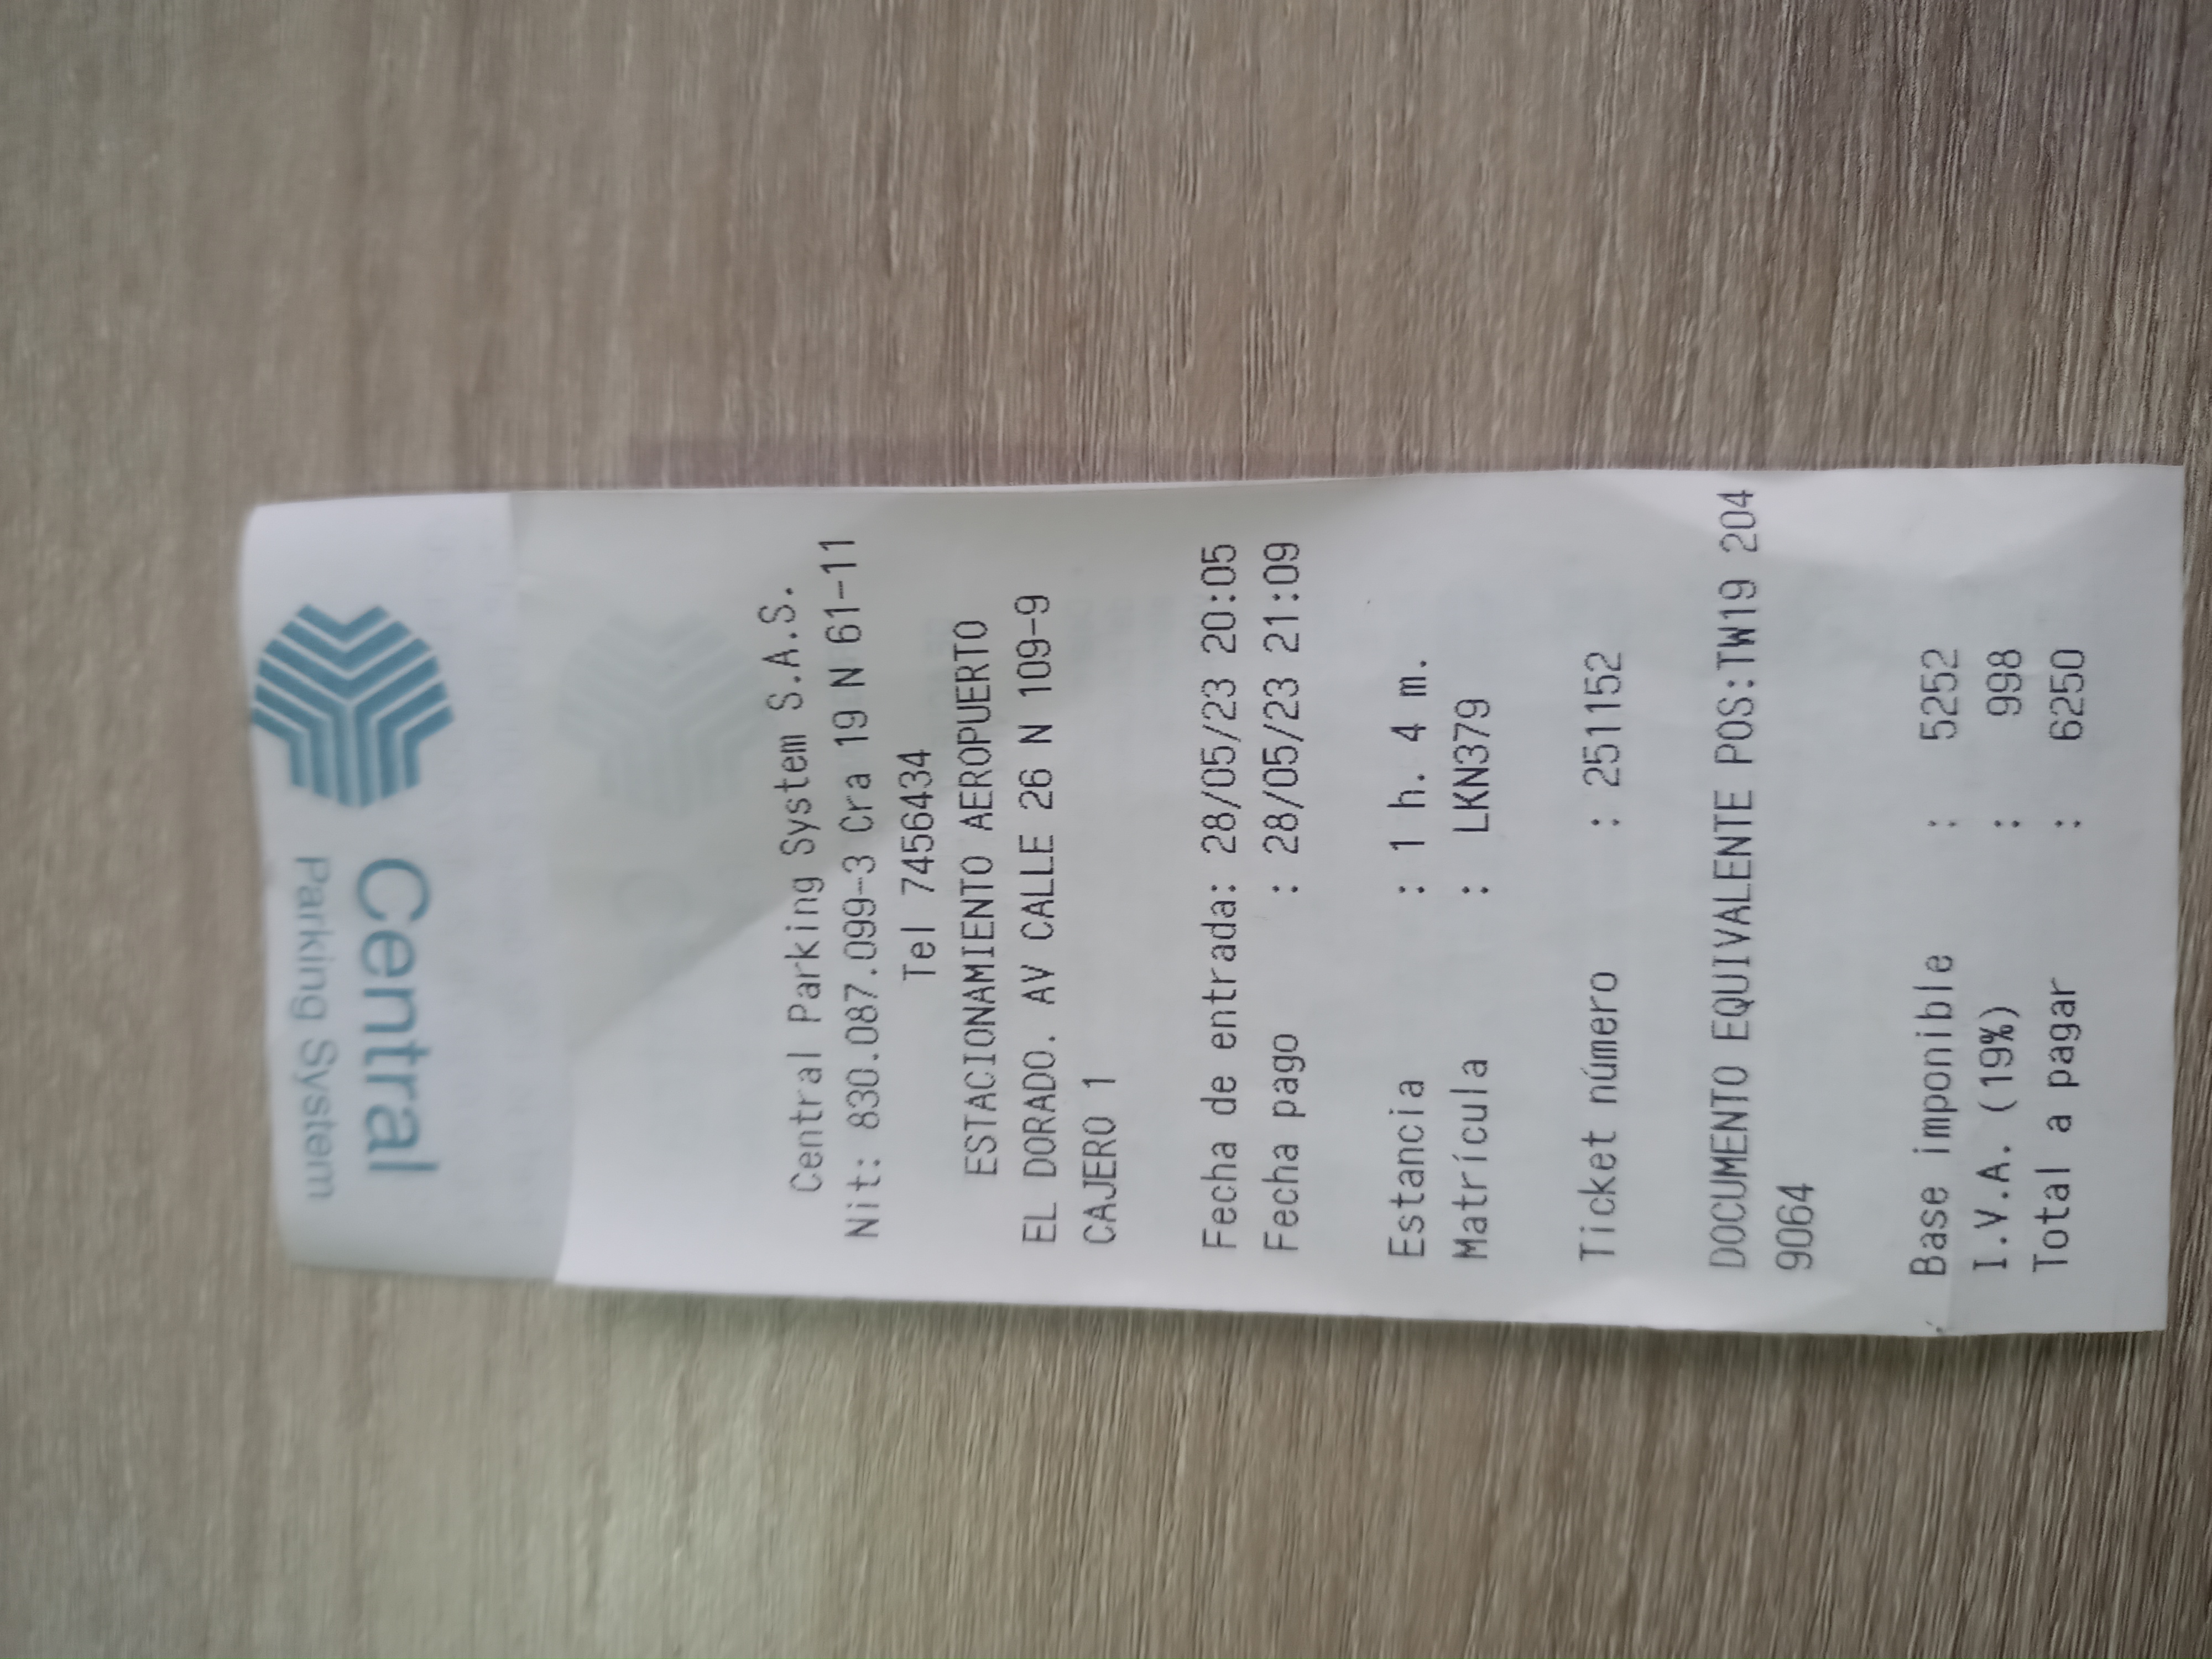 Central
Parking System
Central Parking System S.A.S.
Nit: 830.087.099-3 Cra 19 N 61-11
Tel 7456434
ESTACIONAMIENTO AEROPUERTO
EL DORADO. AV CALLE 26 N 109-9
CAJERO 1
Fecha de entrada: 28/05/23 20:05
Fecha pago : 28/05/23 21:09
Estancia : 1 h. 4 m.
Matrícula : LKN379
Ticket número : 251152
DOCUMENTO EQUIVALENTE POS:TW19 204
9064
Base imponible : 5252
I.V.A. (19%) : 998
Total a pagar : 6250